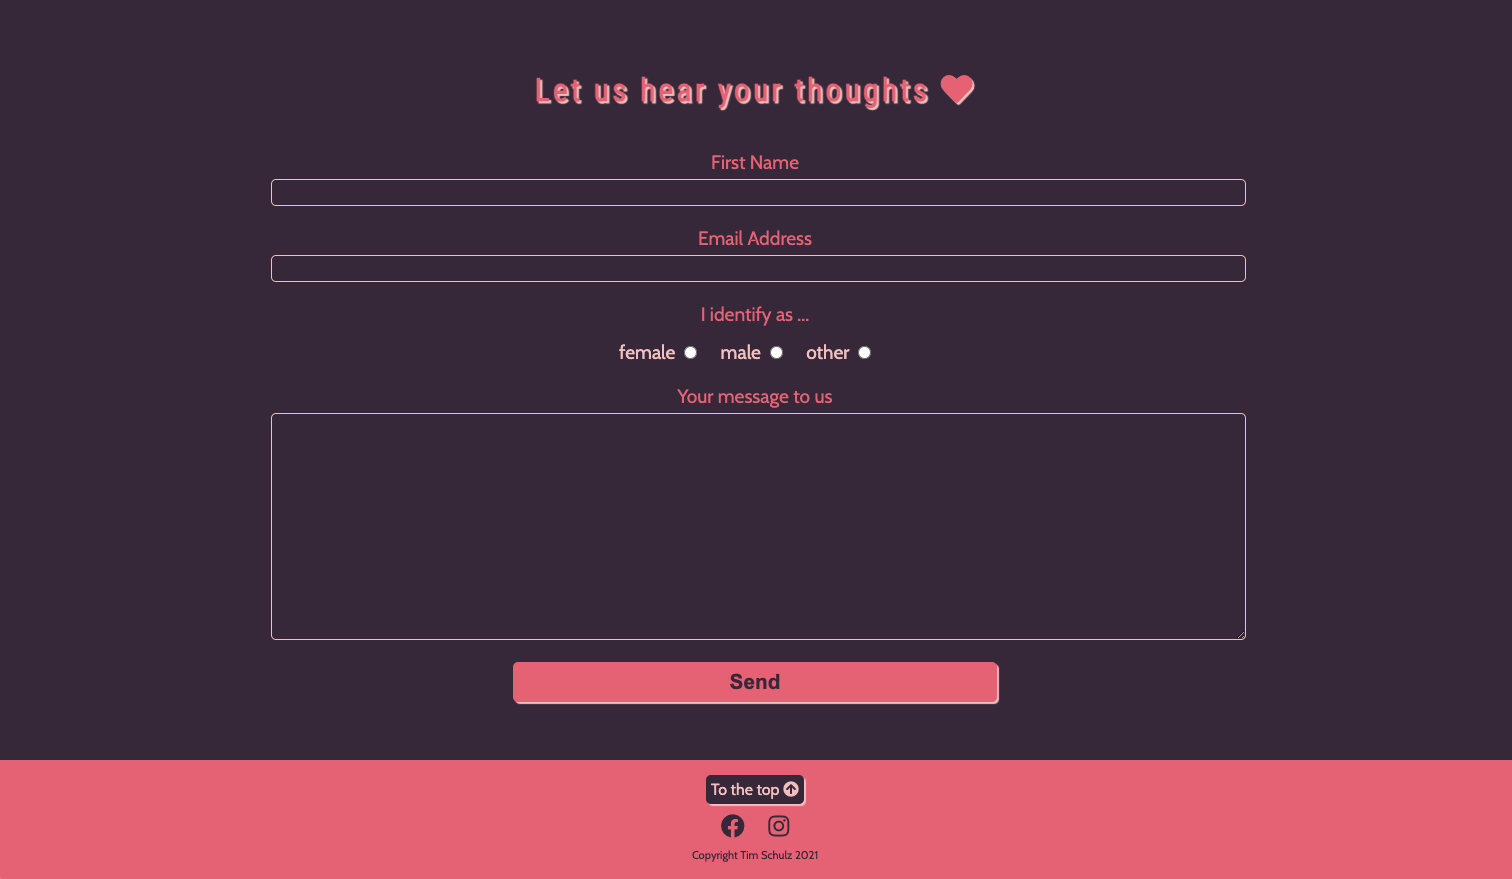 Let us hear your thoughts
First Name
Email Address
I identify as ...
female male other
Your message to us
Send
To the top
Copyright Tim Schulz 2021